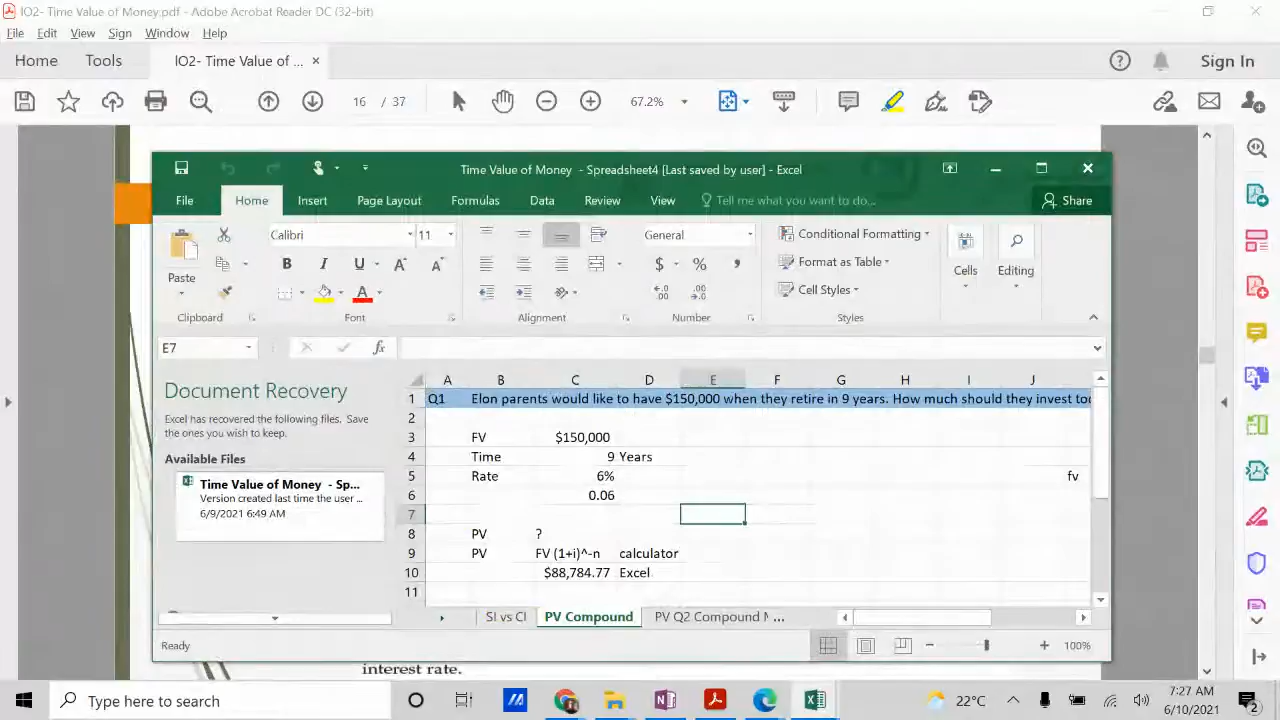 IO2- Time Value of Money.pdf - Adobe Acrobat Reader DC (32-bit)
File Edit View Sign Window Help
Home Tools IO2- Time Value of ... × Sign In
16 / 37 67.2%
Time Value of Money - Spreadsheet4 [Last saved by user] - Excel
File Home Insert Page Layout Formulas Data Review View Tell me what you want to do... Share
Calibri 11 General Conditional Formatting
Paste B I U A A $ % , Format as Table Cells Editing
A Cell Styles
Clipboard Font Alignment Number Styles
E7 fx
Document Recovery
Excel has recovered the following files. Save
the ones you wish to keep.
Available Files
Time Value of Money - Sp...
Version created last time the user ...
6/9/2021 6:49 AM
A B C D E F G H I J
1 Q1 Elon parents would like to have $150,000 when they retire in 9 years. How much should they invest too
2
3 FV $150,000
4 Time 9 Years
5 Rate 6% fv
6 0.06
7
8 PV ?
9 PV FV (1+i)^-n calculator
10 $88,784.77 Excel
11
SI vs CI PV Compound PV Q2 Compound M ...
Ready 100%
interest rate.
Type here to search 22°C 7:27 AM
6/10/2021 2